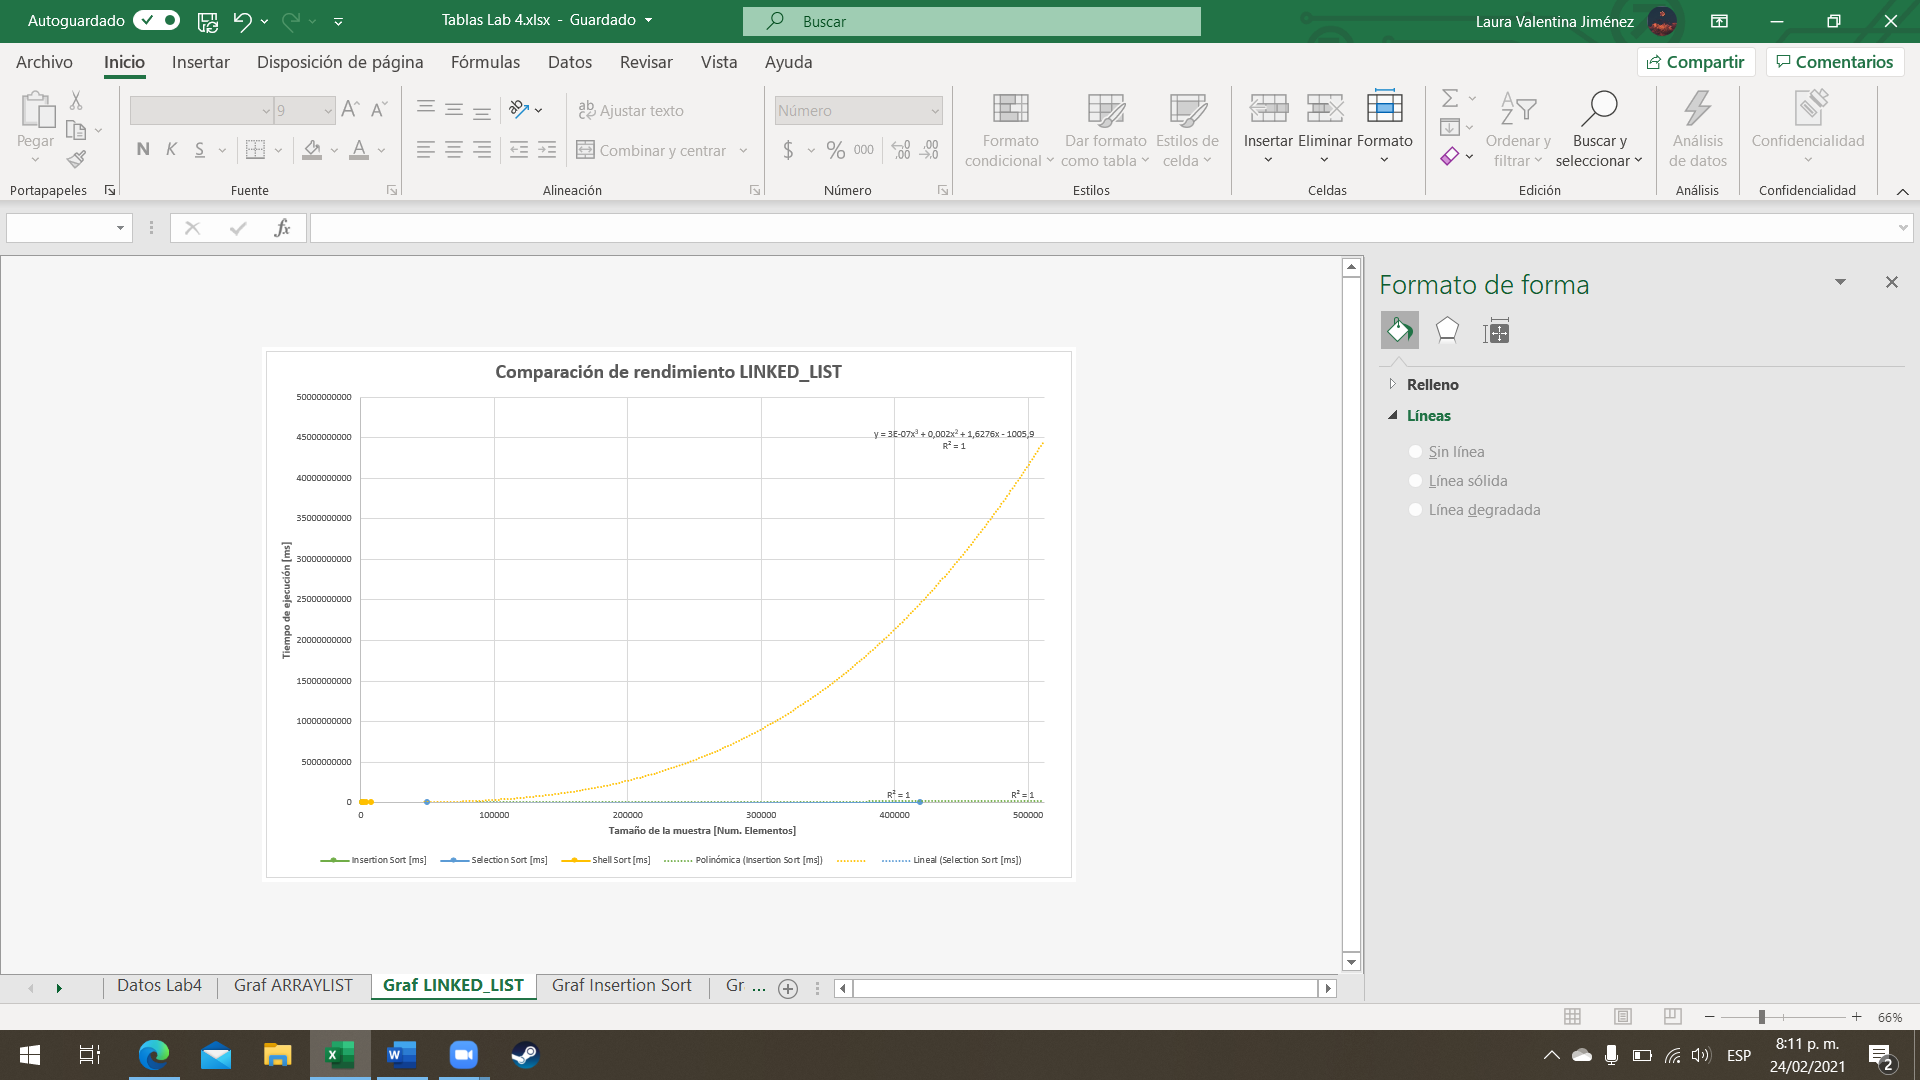 Autoguardado
Tablas Lab 4.xlsx - Guardado
Buscar
Laura Valentina Jiménez
Archivo Inicio Insertar Disposición de página Fórmulas Datos Revisar Vista Ayuda
Compartir Comentarios
Pegar
Portapapeles
9
N K S
Fuente
Ajustar texto
Combinar y centrar
Alineación
Número
$ % 000
Número
Formato condicional
Dar formato como tabla
Estilos de celda
Estilos
Insertar Eliminar Formato
Celdas
Ordenar y filtrar
Buscar y seleccionar
Edición
Análisis de datos
Análisis
Confidencialidad
Confidencialidad
fx
Comparación de rendimiento LINKED_LIST
50000000000
45000000000
40000000000
35000000000
30000000000
25000000000
20000000000
15000000000
10000000000
5000000000
0
Tiempo de ejecución [ms]
y = 3E-07x³ + 0,002x² + 1,6276x - 1005,9
R² = 1
R² = 1
R² = 1
0 100000 200000 300000 400000 500000
Tamaño de la muestra [Num. Elementos]
Insertion Sort [ms] Selection Sort [ms] Shell Sort [ms] Polinómica (Insertion Sort [ms]) Lineal (Selection Sort [ms])
Formato de forma
Relleno
Líneas
Sin línea
Línea sólida
Línea degradada
Datos Lab4 Graf ARRAYLIST Graf LINKED_LIST Graf Insertion Sort Gr ...
66%
ESP
8:11 p. m.
24/02/2021
2